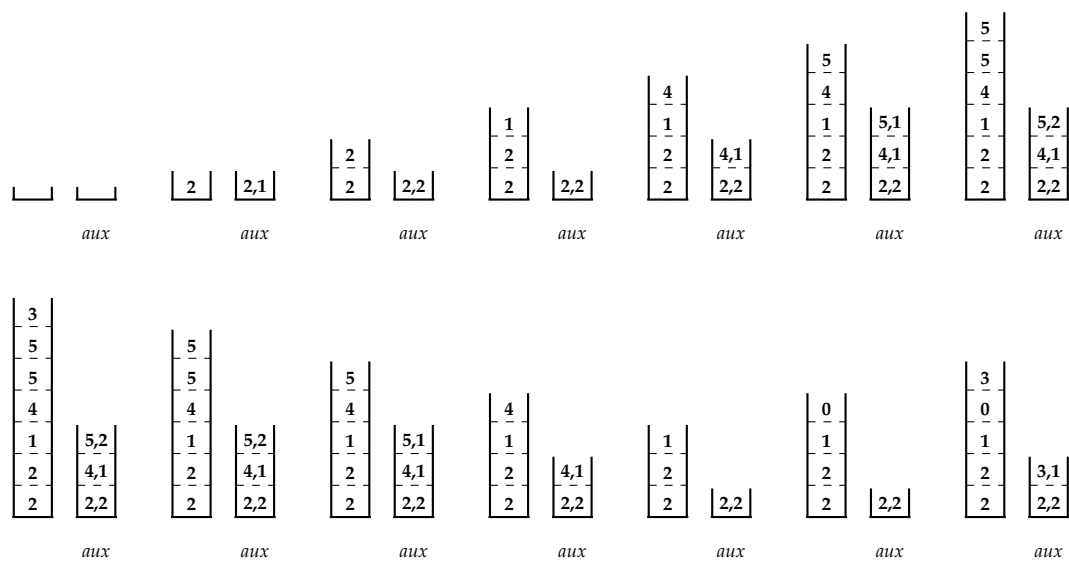 5
5 5
4 4 4
1 1 1 5,1 1 5,2
2 2 2 4,1 2 4,1 2 4,1
2 2,1 2 2,2 2 2,2 2 2,2 2 2,2 2 2,2
aux aux aux aux aux aux aux
3
5 5
5 5 5 3
4 4 4 4 0 0
1 5,2 1 5,2 1 5,1 1 1 1 1
2 4,1 2 4,1 2 4,1 2 4,1 2 2 2 3,1
2 2,2 2 2,2 2 2,2 2 2,2 2 2,2 2 2,2 2 2,2
aux aux aux aux aux aux aux